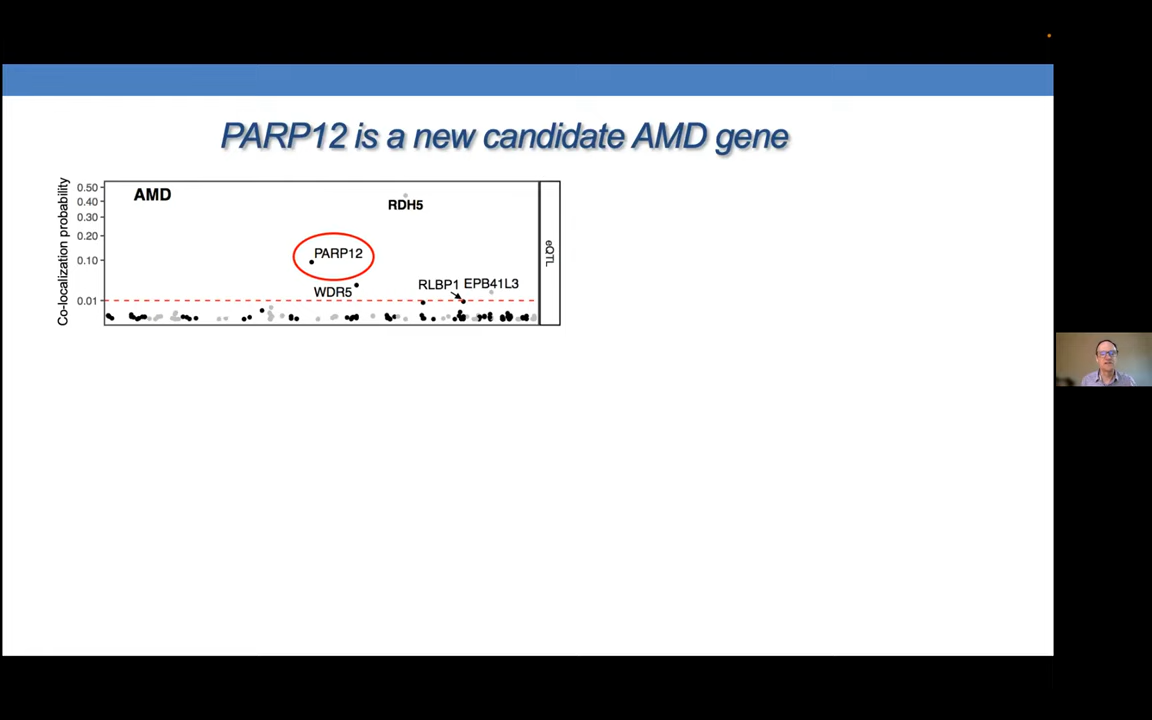 PARP12 is a new candidate AMD gene
Co-localization probability
0.50
0.40
0.30
0.20
0.10
0.01
AMD
RDH5
PARP12
WDR5
RLBP1 EPB41L3
eQTL